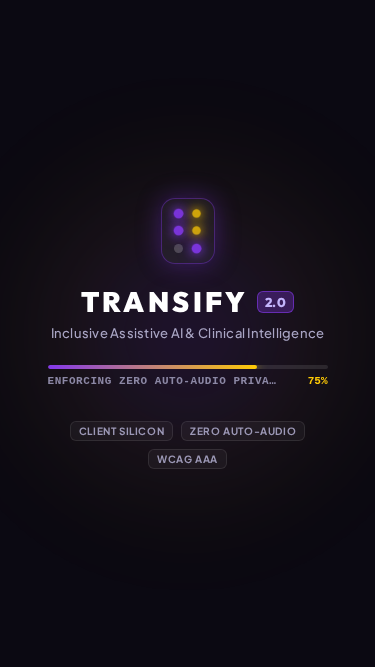 TRANSIFY 2.0
Inclusive Assistive AI & Clinical Intelligence
ENFORCING ZERO AUTO-AUDIO PRIVA… 75%
CLIENT SILICON ZERO AUTO-AUDIO
WCAG AAA